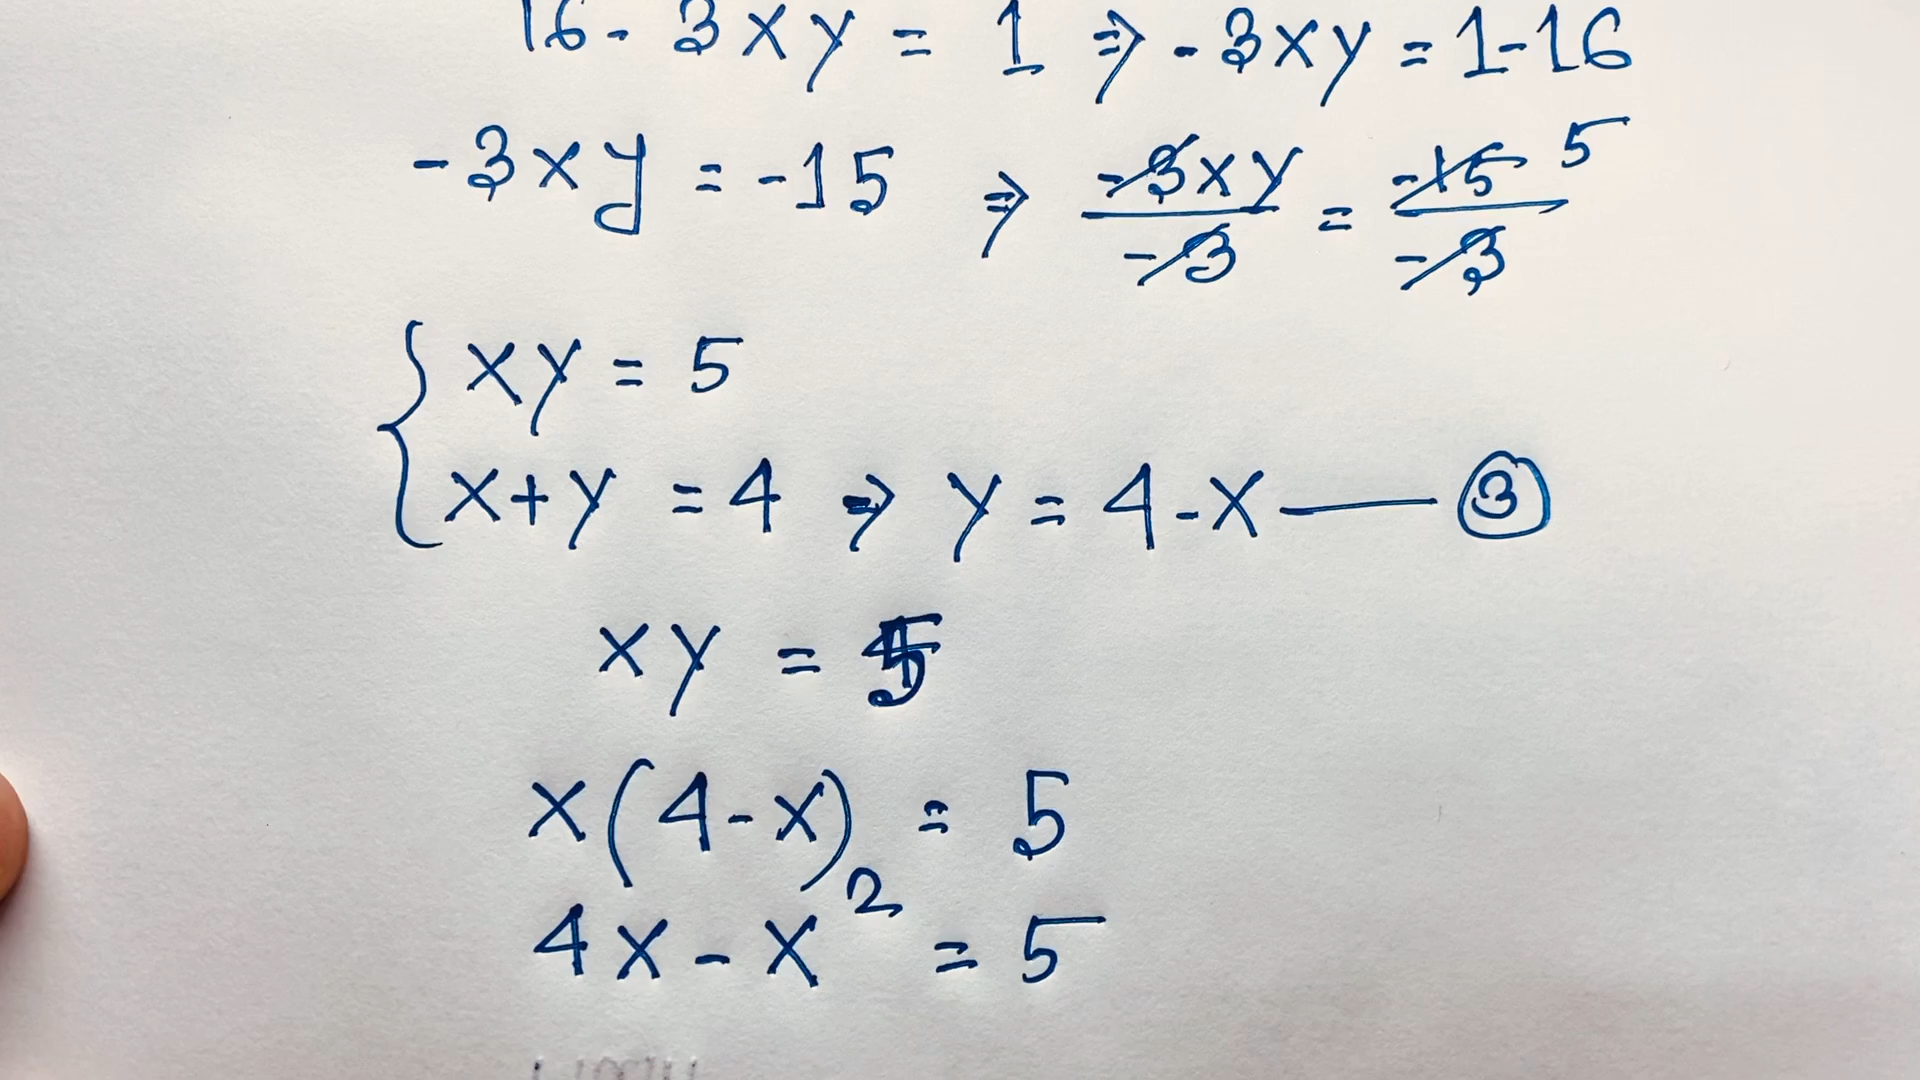 16 - 3xy = 1 ⇒ -3xy = 1-16
-3xy = -15 ⇒ -3xy/-3 = -15/-3 5
{ xy = 5
x+y = 4 ⇒ y = 4-x — ③
xy = 5
x(4-x) = 5
4x - x² = 5